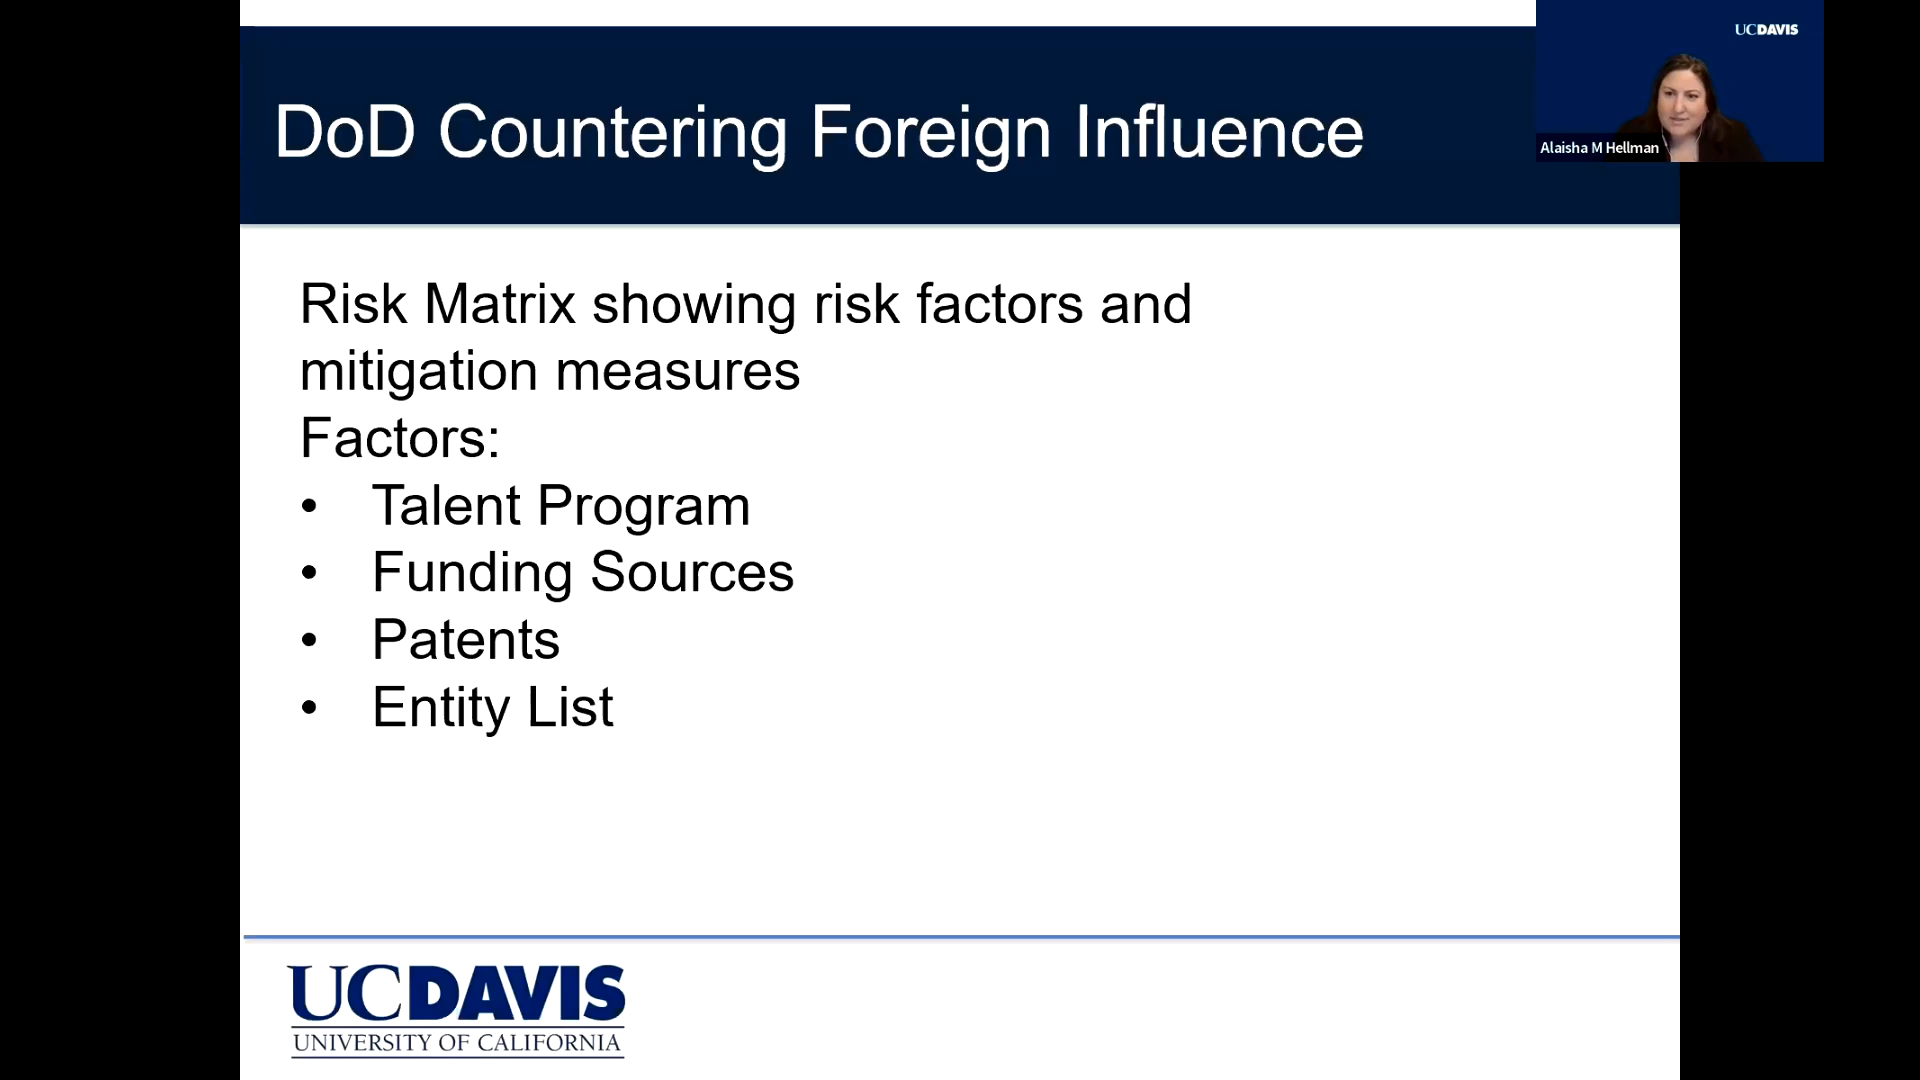 DoD Countering Foreign Influence
UCDAVIS
Alaisha M Hellman
Risk Matrix showing risk factors and
mitigation measures
Factors:
• Talent Program
• Funding Sources
• Patents
• Entity List
UCDAVIS
UNIVERSITY OF CALIFORNIA